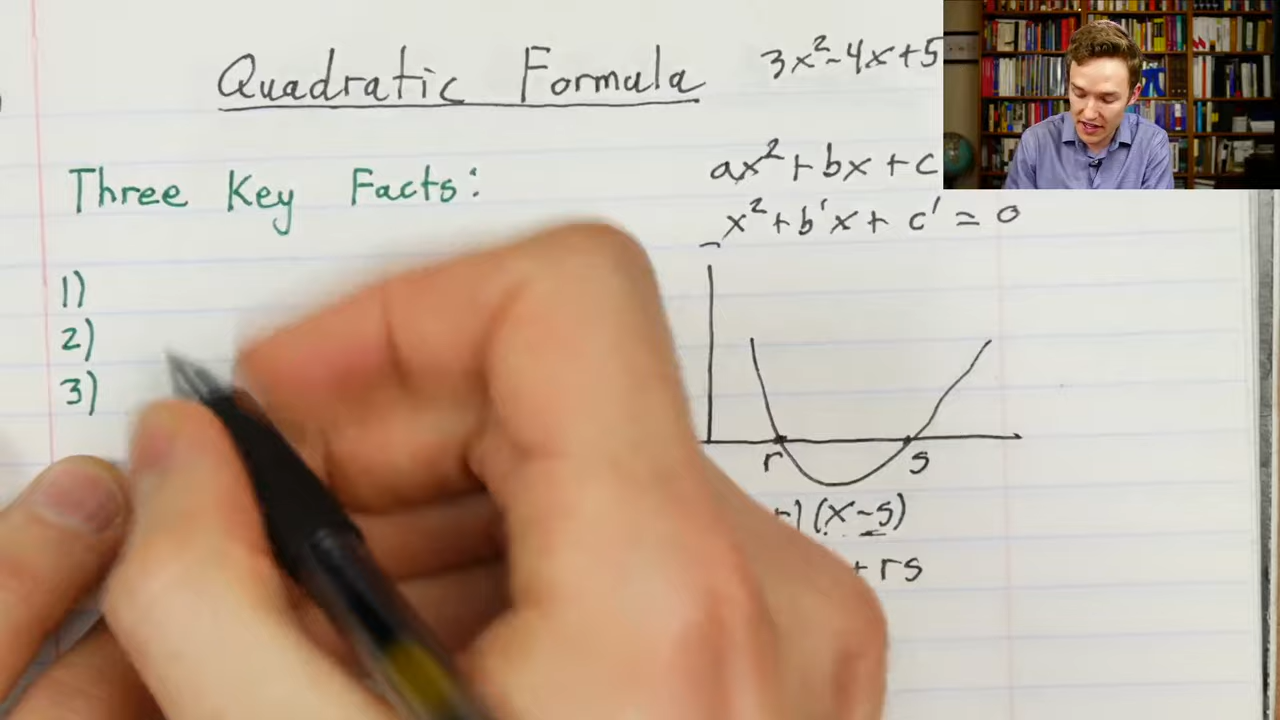 Quadratic Formula
3x²-4x+5
Three Key Facts:
ax² + bx + c
x² + b'x + c' = 0
1)
2)
3)
r
s
) (x-s)
+ rs